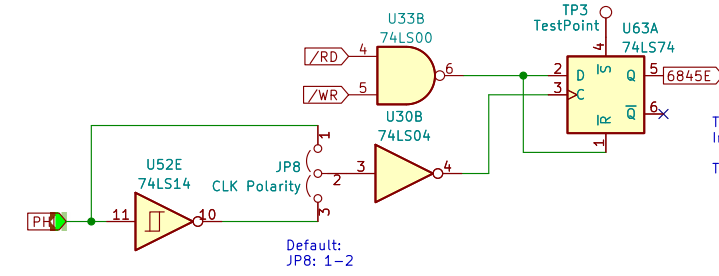 U33B
74LS00
/RD
4
6
/WR
5
TP3
TestPoint
U63A
74LS74
4
2
D
S
Q
5
6845E
3
C
R
Q
6
1
U30B
74LS04
3
4
1
JP8
CLK Polarity
2
3
U52E
74LS14
PH
11
10
Default:
JP8: 1-2